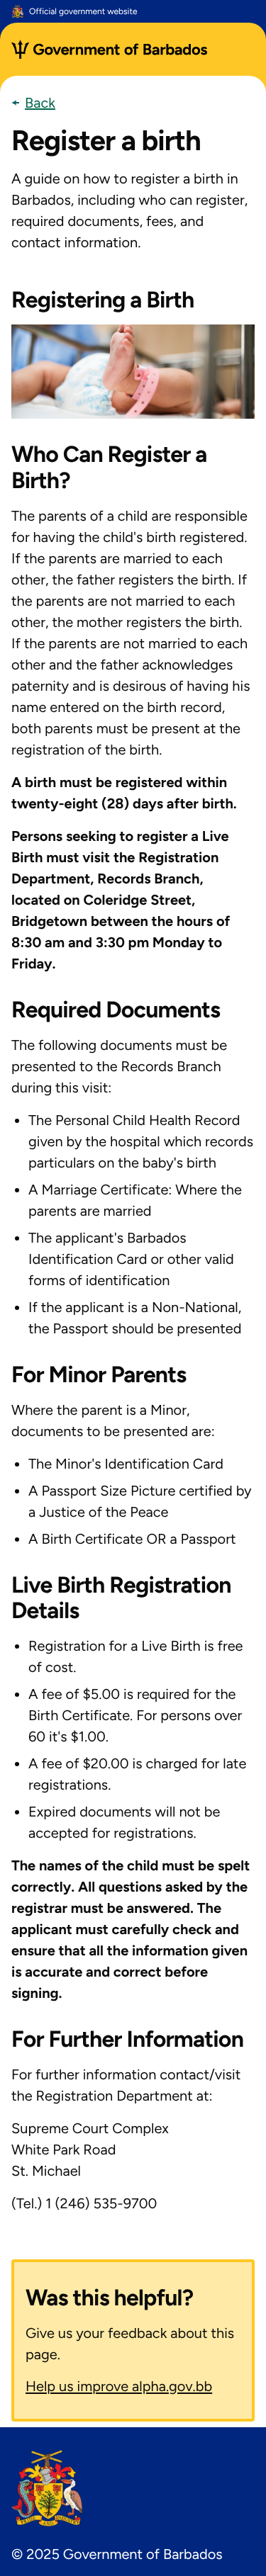 Official government website
Government of Barbados
Back
Register a birth
A guide on how to register a birth in
Barbados, including who can register,
required documents, fees, and
contact information.
Registering a Birth
Who Can Register a
Birth?
The parents of a child are responsible
for having the child's birth registered.
If the parents are married to each
other, the father registers the birth. If
the parents are not married to each
other, the mother registers the birth.
If the parents are not married to each
other and the father acknowledges
paternity and is desirous of having his
name entered on the birth record,
both parents must be present at the
registration of the birth.
A birth must be registered within
twenty-eight (28) days after birth.
Persons seeking to register a Live
Birth must visit the Registration
Department, Records Branch,
located on Coleridge Street,
Bridgetown between the hours of
8:30 am and 3:30 pm Monday to
Friday.
Required Documents
The following documents must be
presented to the Records Branch
during this visit:
• The Personal Child Health Record
given by the hospital which records
particulars on the baby's birth
• A Marriage Certificate: Where the
parents are married
• The applicant's Barbados
Identification Card or other valid
forms of identification
• If the applicant is a Non-National,
the Passport should be presented
For Minor Parents
Where the parent is a Minor,
documents to be presented are:
• The Minor's Identification Card
• A Passport Size Picture certified by
a Justice of the Peace
• A Birth Certificate OR a Passport
Live Birth Registration
Details
• Registration for a Live Birth is free
of cost.
• A fee of $5.00 is required for the
Birth Certificate. For persons over
60 it's $1.00.
• A fee of $20.00 is charged for late
registrations.
• Expired documents will not be
accepted for registrations.
The names of the child must be spelt
correctly. All questions asked by the
registrar must be answered. The
applicant must carefully check and
ensure that all the information given
is accurate and correct before
signing.
For Further Information
For further information contact/visit
the Registration Department at:
Supreme Court Complex
White Park Road
St. Michael
(Tel.) 1 (246) 535-9700
Was this helpful?
Give us your feedback about this
page.
Help us improve alpha.gov.bb
© 2025 Government of Barbados